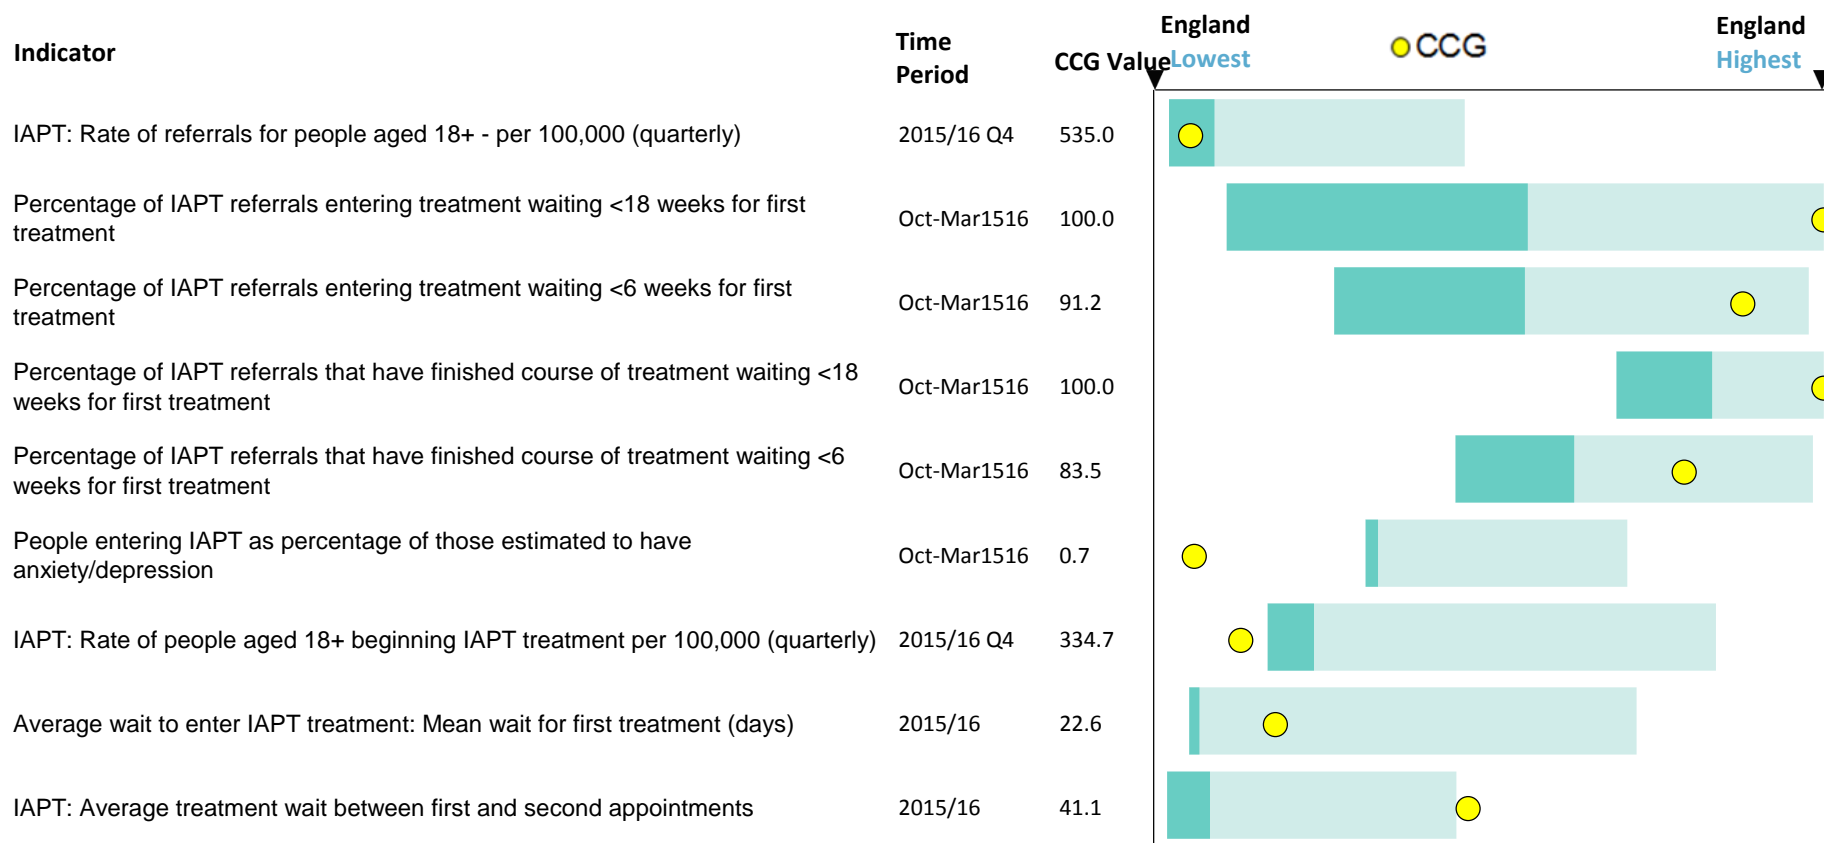 Indicator
Time
Period
CCG Value
England
Lowest
CCG
England
Highest
IAPT: Rate of referrals for people aged 18+ - per 100,000 (quarterly) 2015/16 Q4 535.0
Percentage of IAPT referrals entering treatment waiting <18 weeks for first
treatment
Oct-Mar1516 100.0
Percentage of IAPT referrals entering treatment waiting <6 weeks for first
treatment
Oct-Mar1516 91.2
Percentage of IAPT referrals that have finished course of treatment waiting <18
weeks for first treatment
Oct-Mar1516 100.0
Percentage of IAPT referrals that have finished course of treatment waiting <6
weeks for first treatment
Oct-Mar1516 83.5
People entering IAPT as percentage of those estimated to have
anxiety/depression
Oct-Mar1516 0.7
IAPT: Rate of people aged 18+ beginning IAPT treatment per 100,000 (quarterly) 2015/16 Q4 334.7
Average wait to enter IAPT treatment: Mean wait for first treatment (days) 2015/16 22.6
IAPT: Average treatment wait between first and second appointments 2015/16 41.1